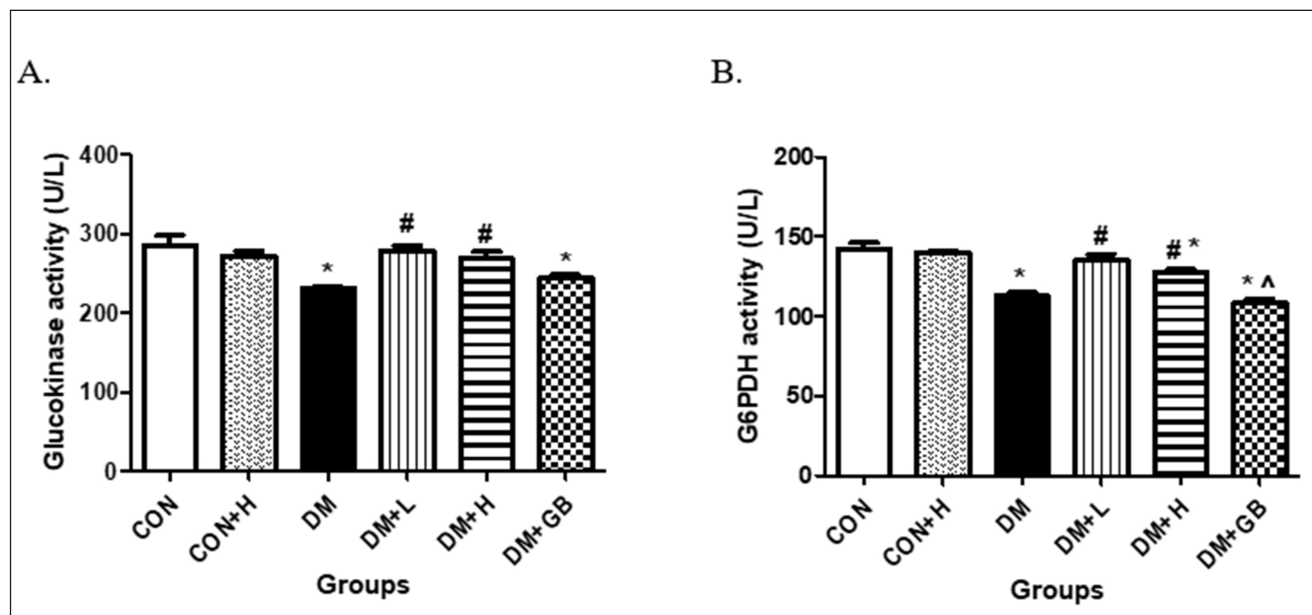 A.
Glucokinase activity (U/L)
400
300
200
100
0
*
#
#
*
CON
CON+H
DM
DM+L
DM+H
DM+GB
Groups
B.
G6PDH activity (U/L)
200
150
100
50
0
*
#
# *
* ^
CON
CON+H
DM
DM+L
DM+H
DM+GB
Groups